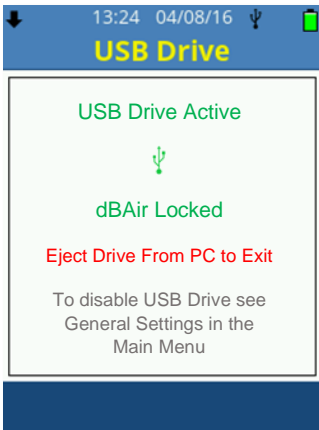 13:24 04/08/16
USB Drive
USB Drive Active
dBAir Locked
Eject Drive From PC to Exit
To disable USB Drive see
General Settings in the
Main Menu